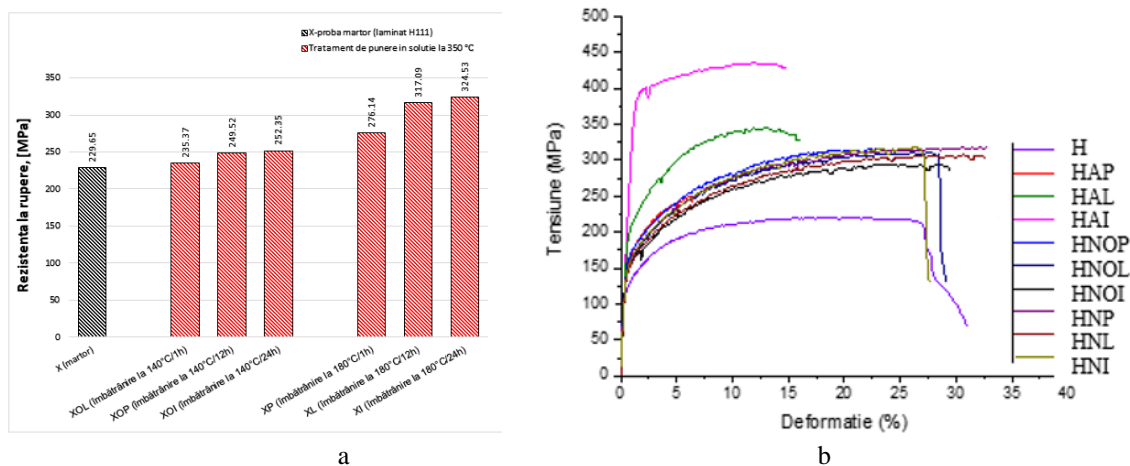 X-proba martor (laminat H111)
Tratament de punere in solutie la 350 °C
Rezistenta la rupere, [MPa]
350
300
250
200
150
100
50
0
229.65
235.37
249.52
252.35
276.14
317.09
324.53
X (martor)
XOL (îmbătrânire la 140°C/1h)
XOP (îmbătrânire la 140°C/12h)
XOI (îmbătrânire la 140°C/24h)
XP (îmbătrânire la 180°C/1h)
XL (îmbătrânire la 180°C/12h)
XI (îmbătrânire la 180°C/24h)
a
Tensiune (MPa)
500
450
400
350
300
250
200
150
100
50
0
0 5 10 15 20 25 30 35 40
Deformatie (%)
H
HAP
HAL
HAI
HNOP
HNOL
HNOI
HNP
HNL
HNI
b